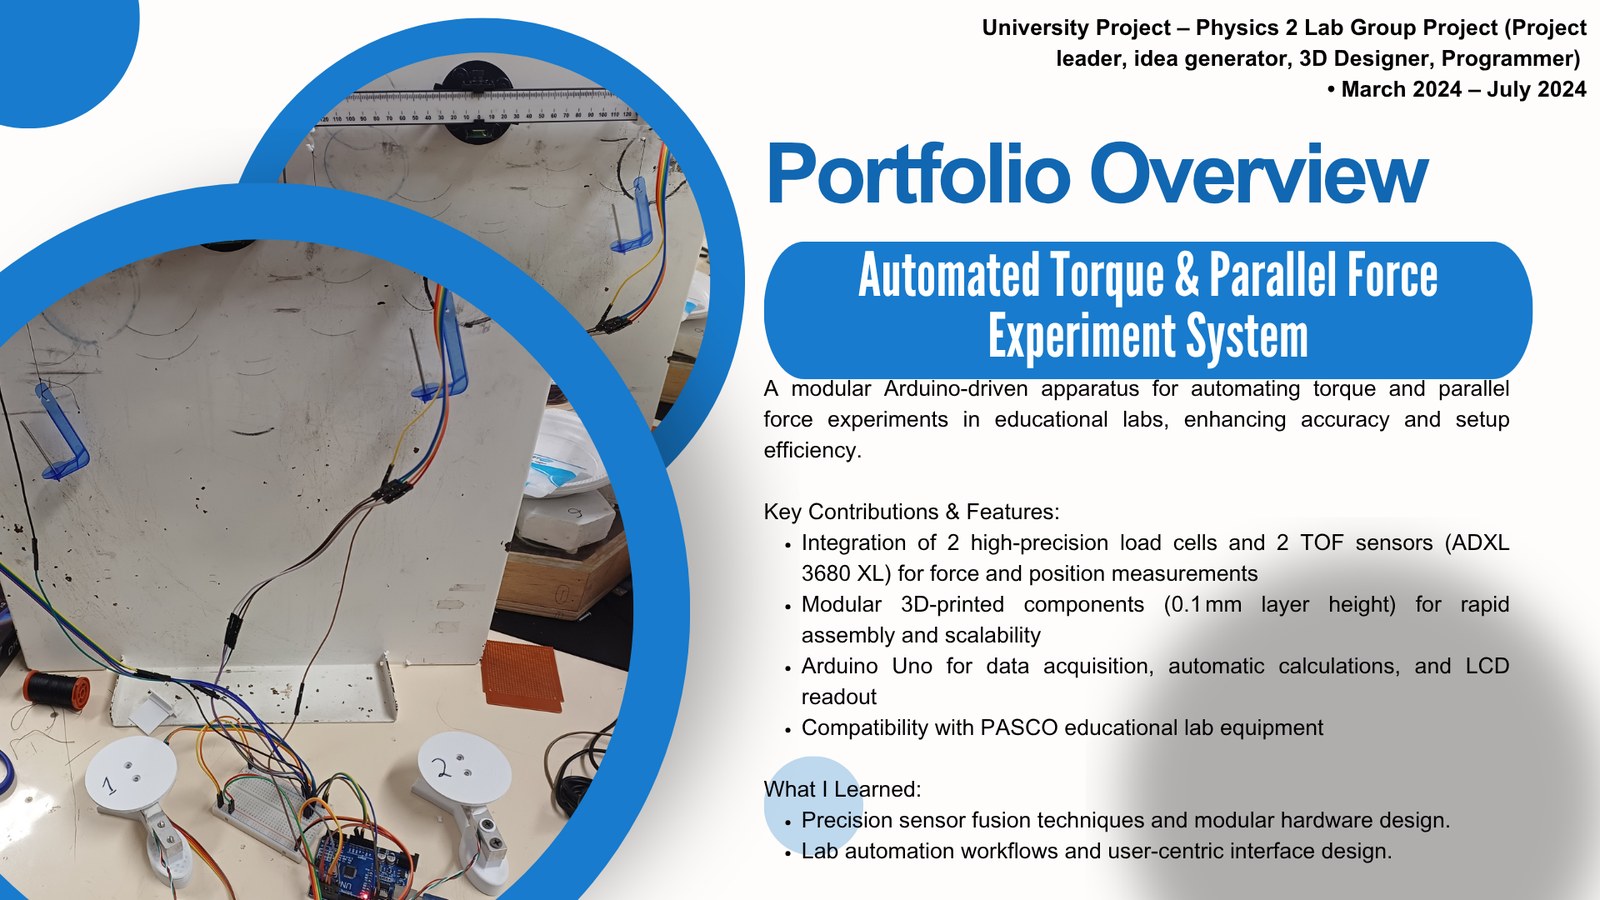 University Project – Physics 2 Lab Group Project (Project
leader, idea generator, 3D Designer, Programmer)
• March 2024 – July 2024
Portfolio Overview
Automated Torque & Parallel Force
Experiment System
A modular Arduino-driven apparatus for automating torque and parallel
force experiments in educational labs, enhancing accuracy and setup
efficiency.
Key Contributions & Features:
• Integration of 2 high-precision load cells and 2 TOF sensors (ADXL
3680 XL) for force and position measurements
• Modular 3D-printed components (0.1 mm layer height) for rapid
assembly and scalability
• Arduino Uno for data acquisition, automatic calculations, and LCD
readout
• Compatibility with PASCO educational lab equipment
What I Learned:
• Precision sensor fusion techniques and modular hardware design.
• Lab automation workflows and user-centric interface design.
1
2